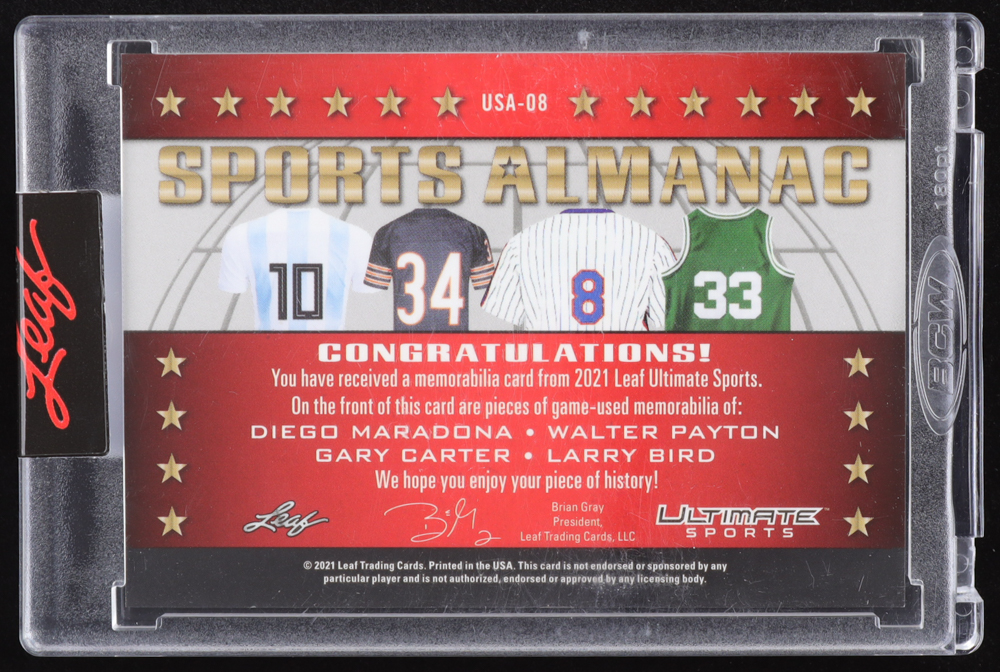 USA-08
SPORTS ALMANAC
10 34 8 33
CONGRATULATIONS!
You have received a memorabilia card from 2021 Leaf Ultimate Sports.
On the front of this card are pieces of game-used memorabilia of:
DIEGO MARADONA • WALTER PAYTON
GARY CARTER • LARRY BIRD
We hope you enjoy your piece of history!
Leaf
Brian Gray
President,
Leaf Trading Cards, LLC
ULTIMATE
SPORTS
© 2021 Leaf Trading Cards. Printed in the USA. This card is not endorsed or sponsored by any
particular player and is not authorized, endorsed or approved by any licensing body.
Leaf
180pt
BCW